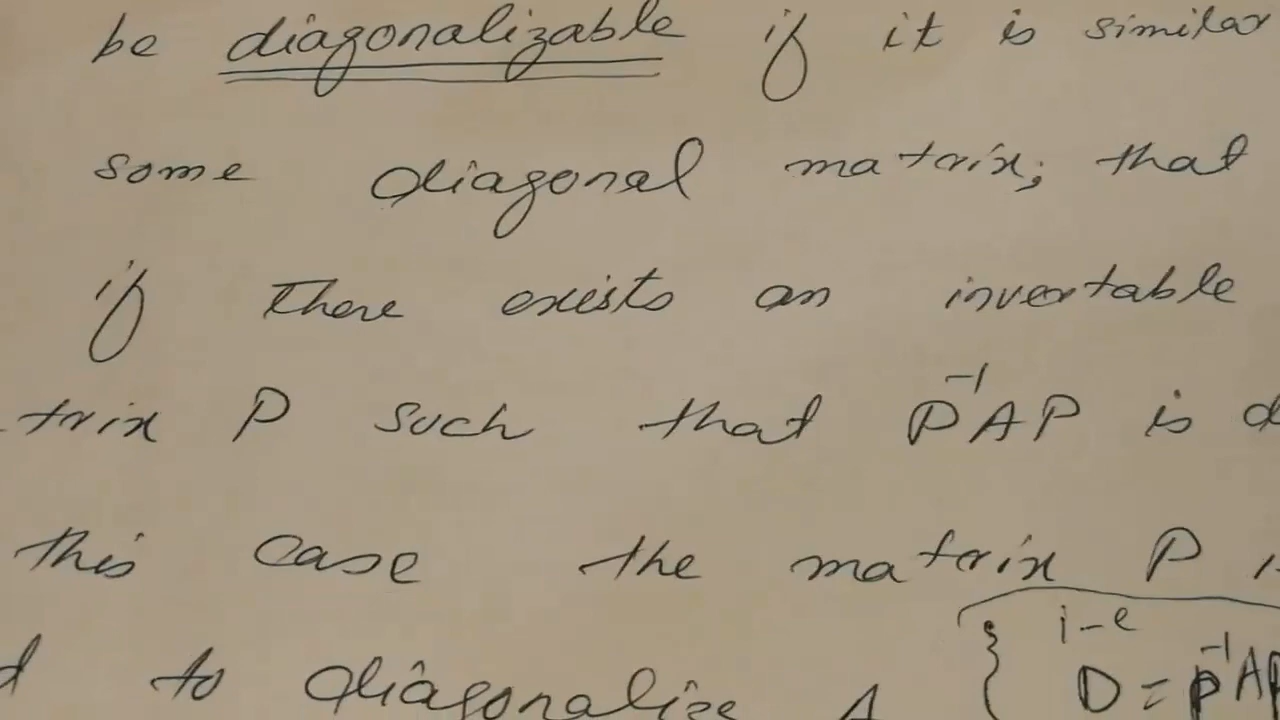 be diagonalizable if it is similar
some diagonal matrix; that
if there exists an invertable
trix P such that P⁻¹AP is d
this case the matrix P
d to diagonalize A { i-e
D = P⁻¹AP